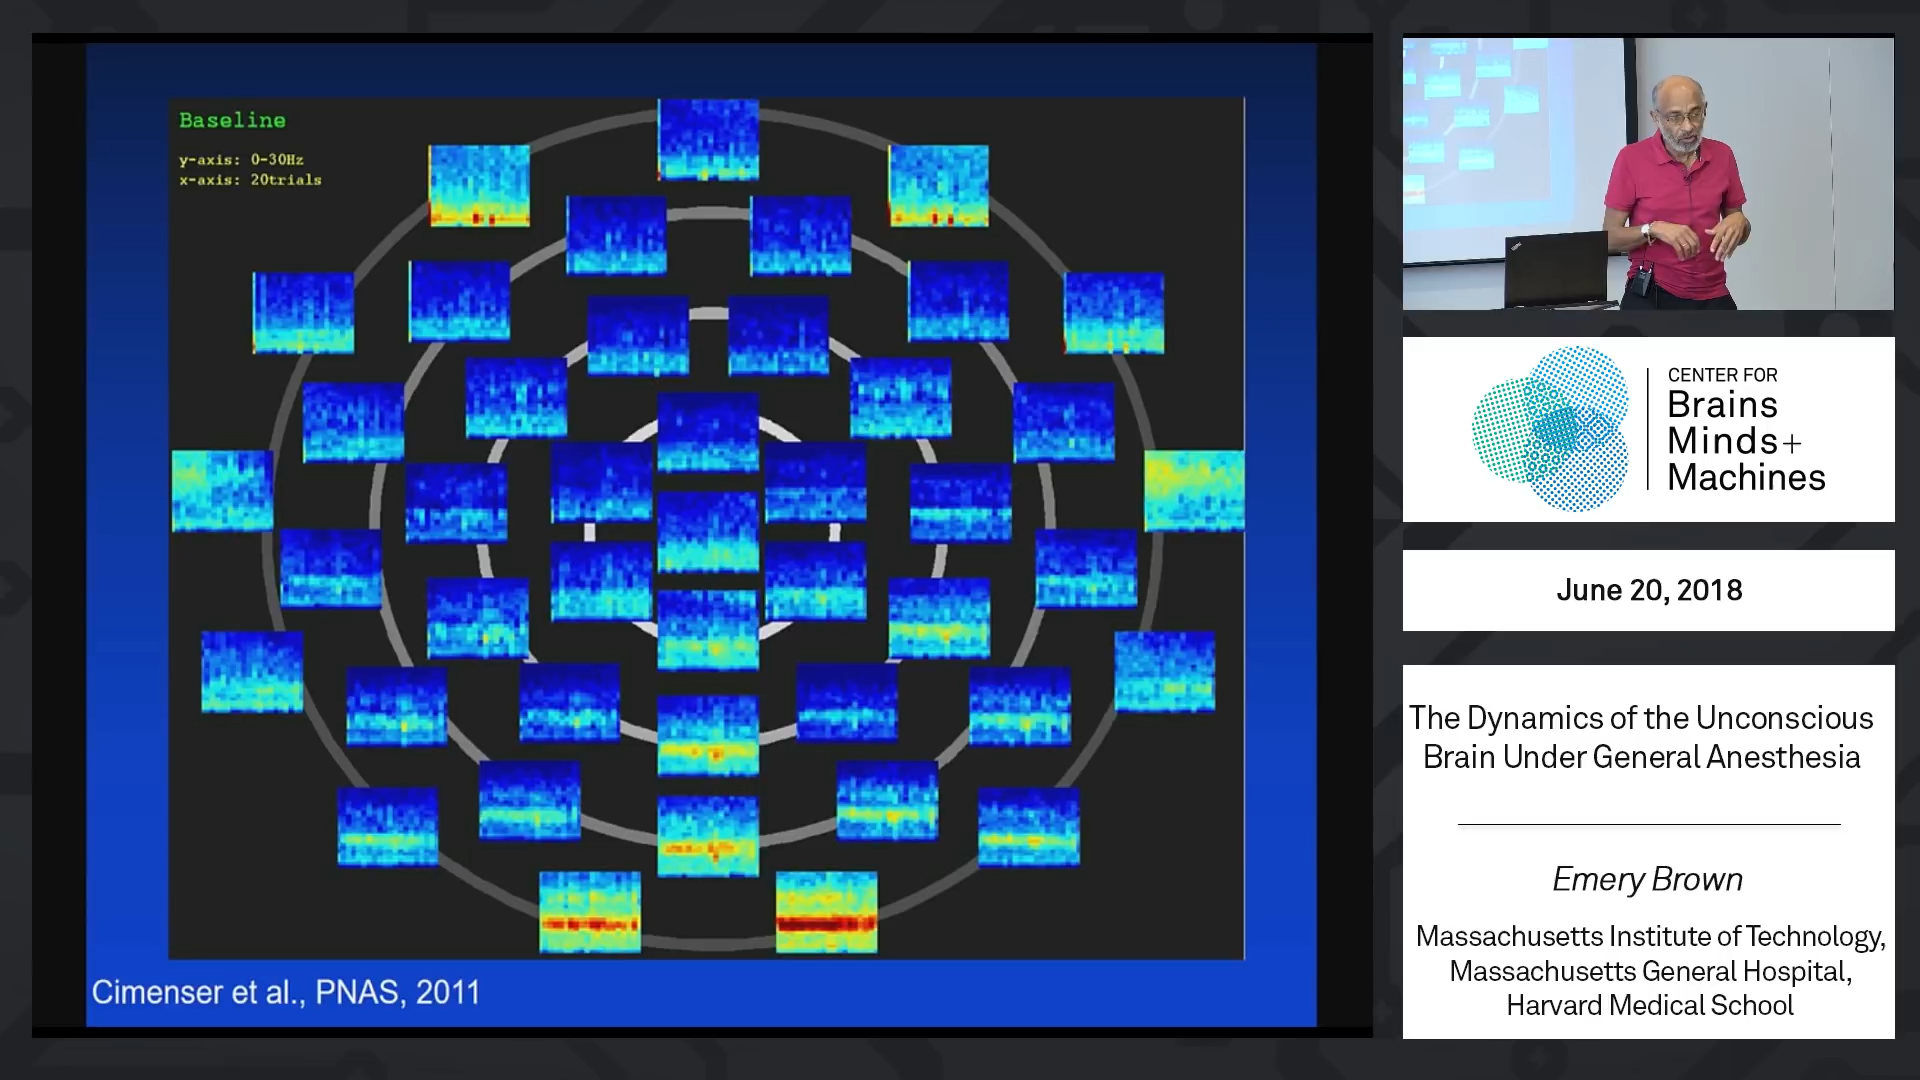 Baseline
y-axis: 0-30Hz
x-axis: 20trials
Cimenser et al., PNAS, 2011
CENTER FOR
Brains
Minds+
Machines
June 20, 2018
The Dynamics of the Unconscious
Brain Under General Anesthesia
Emery Brown
Massachusetts Institute of Technology,
Massachusetts General Hospital,
Harvard Medical School